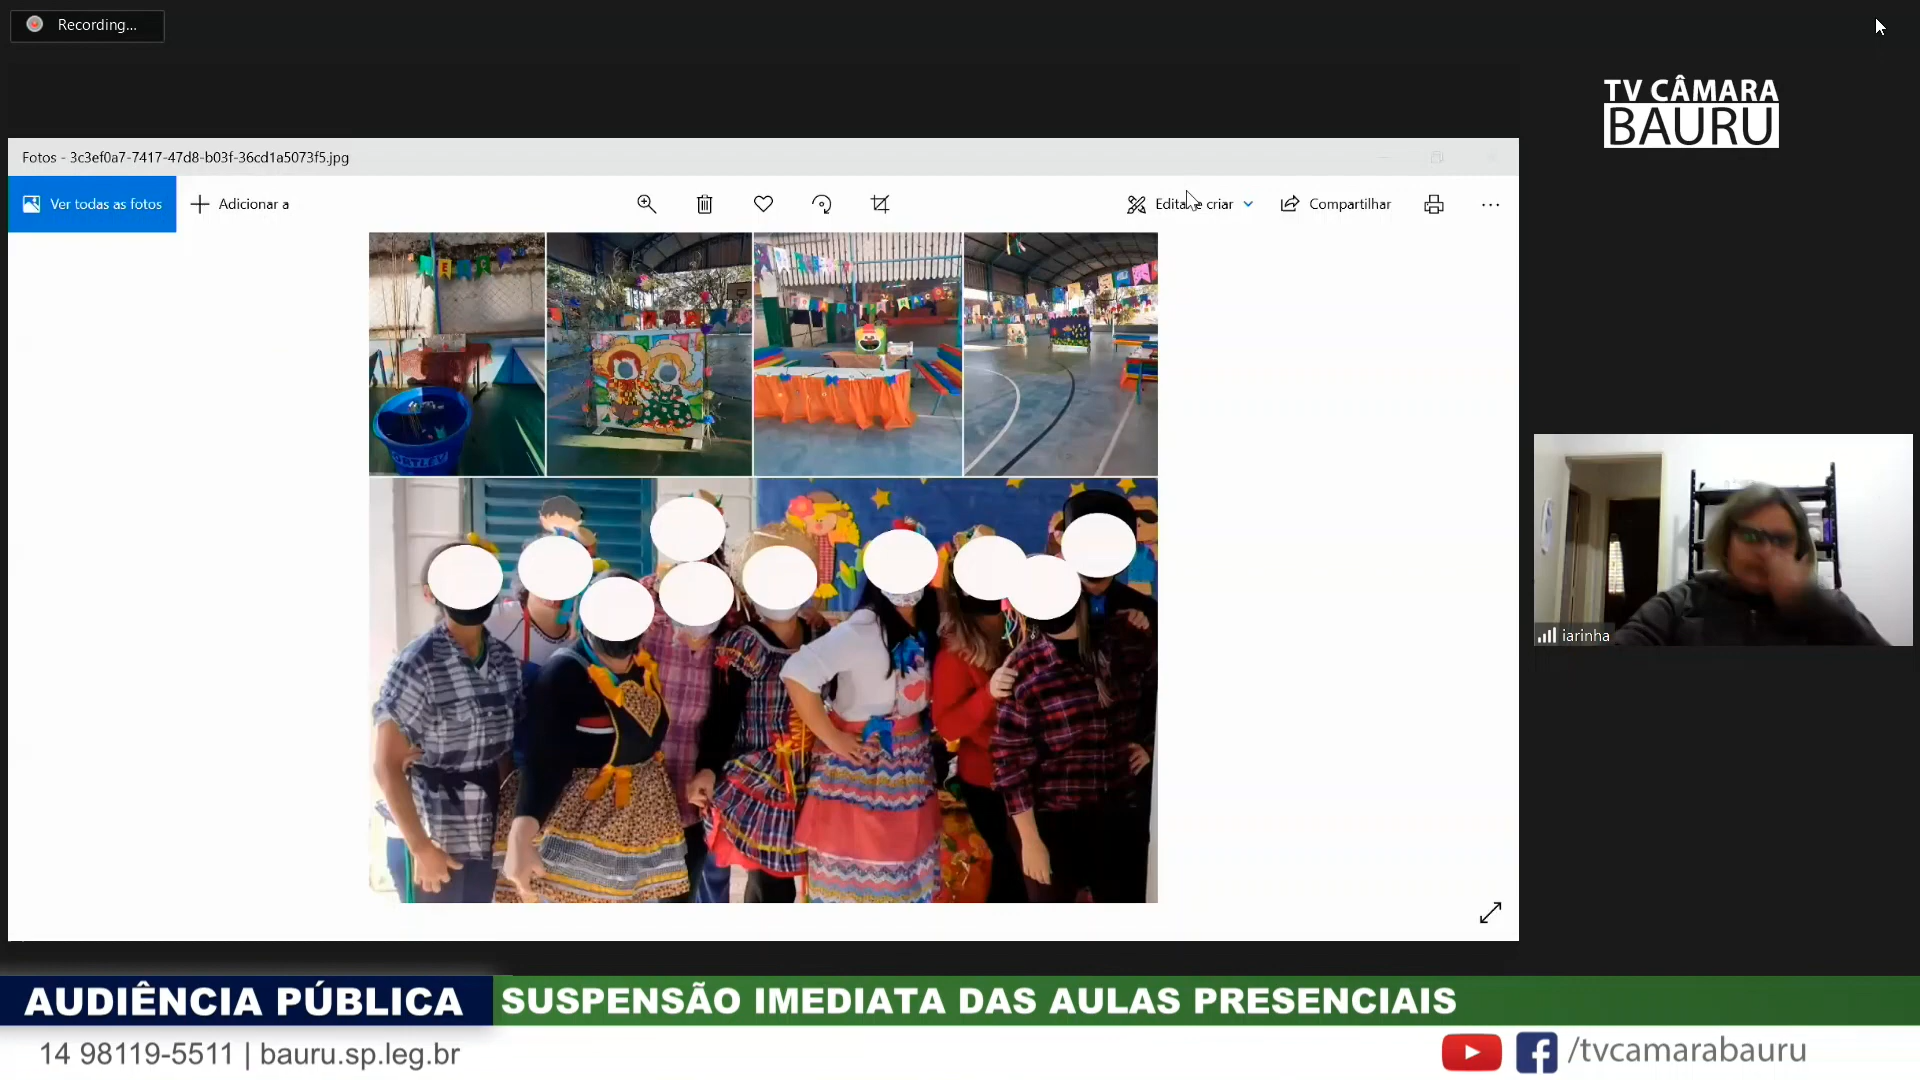 Recording...
TV CÂMARA
BAURU
Fotos - 3c3ef0a7-7417-47d8-b03f-36cd1a5073f5.jpg
Ver todas as fotos
Adicionar a
Editar e criar
Compartilhar
iarinha
AUDIÊNCIA PÚBLICA
SUSPENSÃO IMEDIATA DAS AULAS PRESENCIAIS
14 98119-5511 | bauru.sp.leg.br
/tvcamarabauru